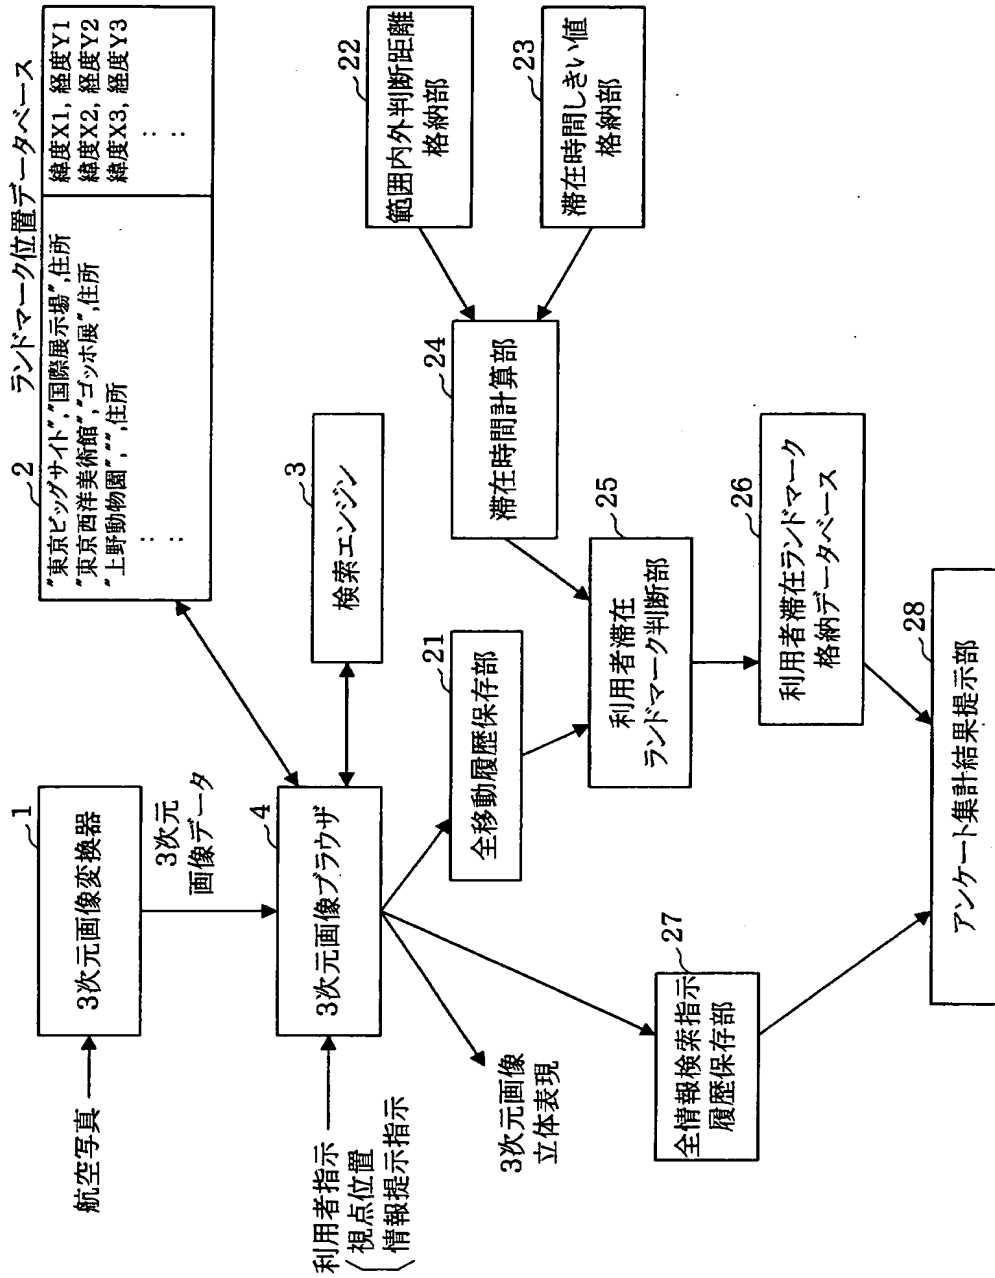 航空写真
1
3次元画像変換器
3次元
画像データ
2
ランドマーク位置データベース
"東京ビッグサイト","国際展示場",住所
緯度X1, 経度Y1
"東京西洋美術館","ゴッホ展",住所
緯度X2, 経度Y2
"上野動物園","",住所
緯度X3, 経度Y3
:
:
:
:
利用者指示
視点位置
情報提示指示
4
3次元画像ブラウザ
3
検索エンジン
3次元画像
立体表現
21
全移動履歴保存部
24
滞在時間計算部
22
範囲内外判断距離
格納部
23
滞在時間しきい値
格納部
25
利用者滞在
ランドマーク判断部
27
全情報検索指示
履歴保存部
26
利用者滞在ランドマーク
格納データベース
28
アンケート集計結果提示部